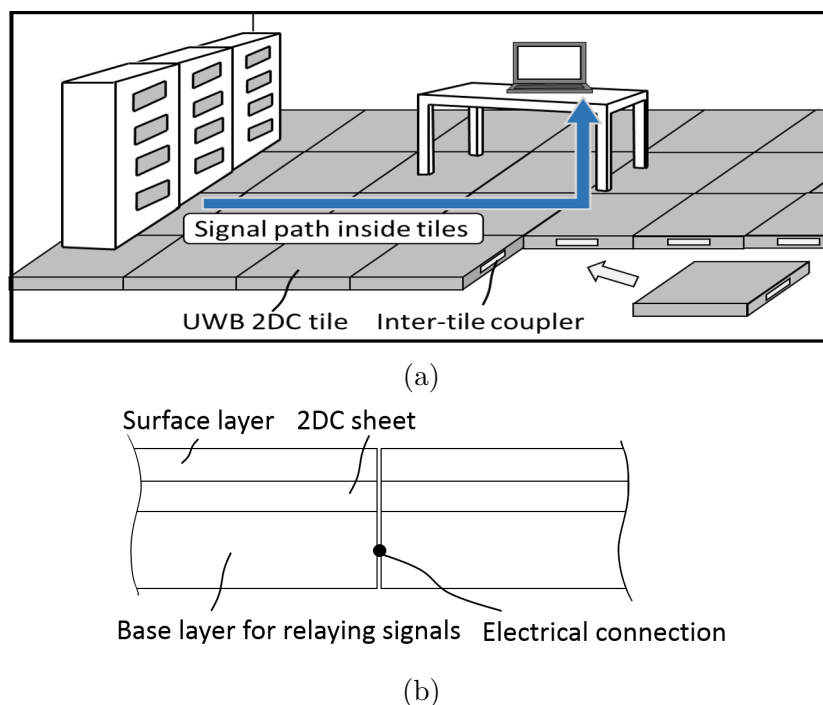 Signal path inside tiles
UWB 2DC tile
Inter-tile coupler
(a)
Surface layer
2DC sheet
Base layer for relaying signals
Electrical connection
(b)